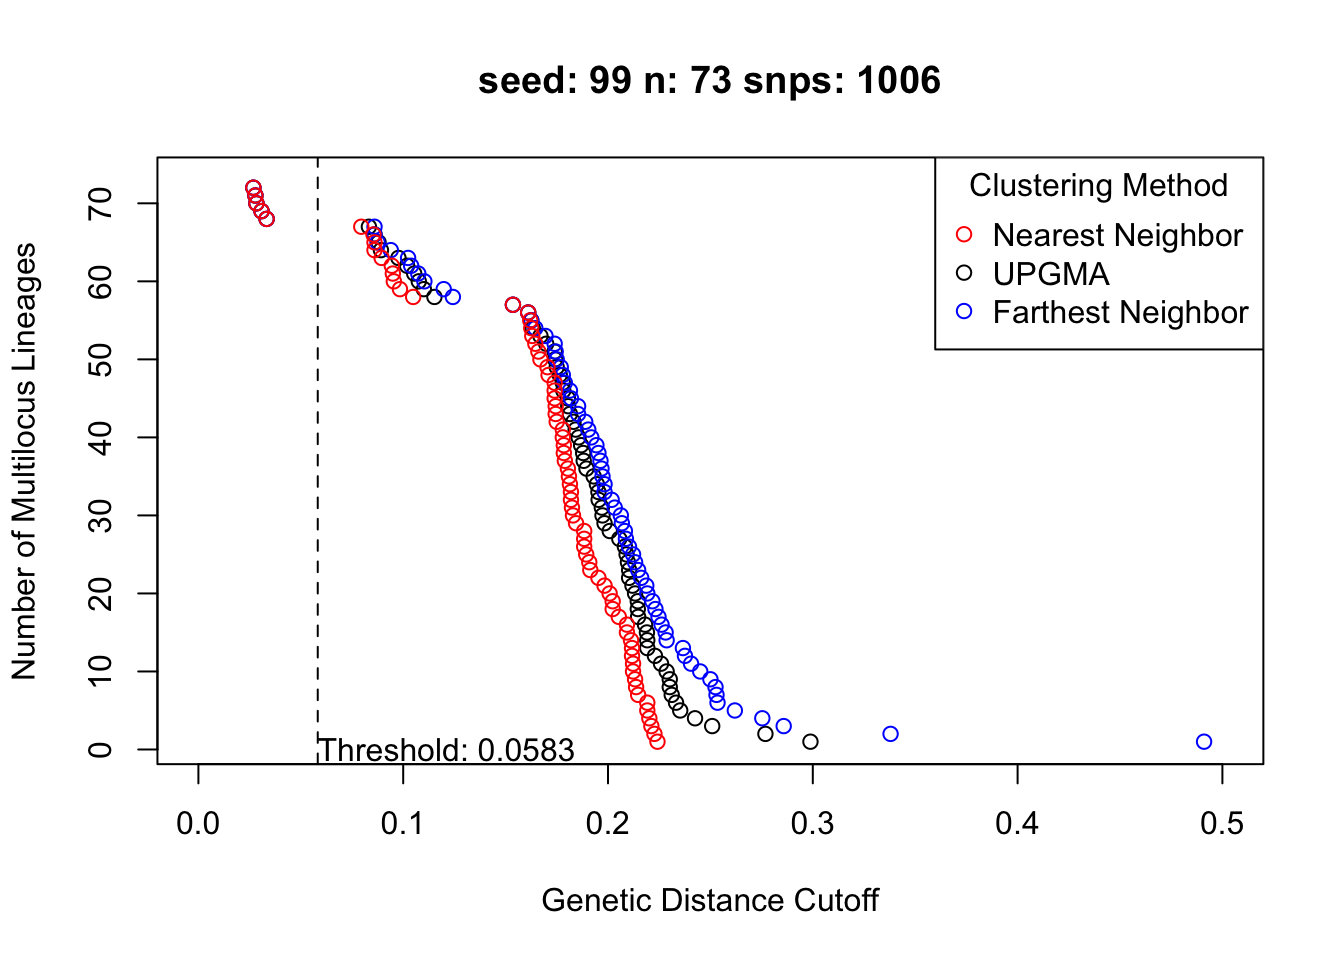 seed: 99 n: 73 snps: 1006
Clustering Method
Nearest Neighbor
UPGMA
Farthest Neighbor
Number of Multilocus Lineages
70
60
50
40
30
20
10
0
Threshold: 0.0583
0.0 0.1 0.2 0.3 0.4 0.5
Genetic Distance Cutoff